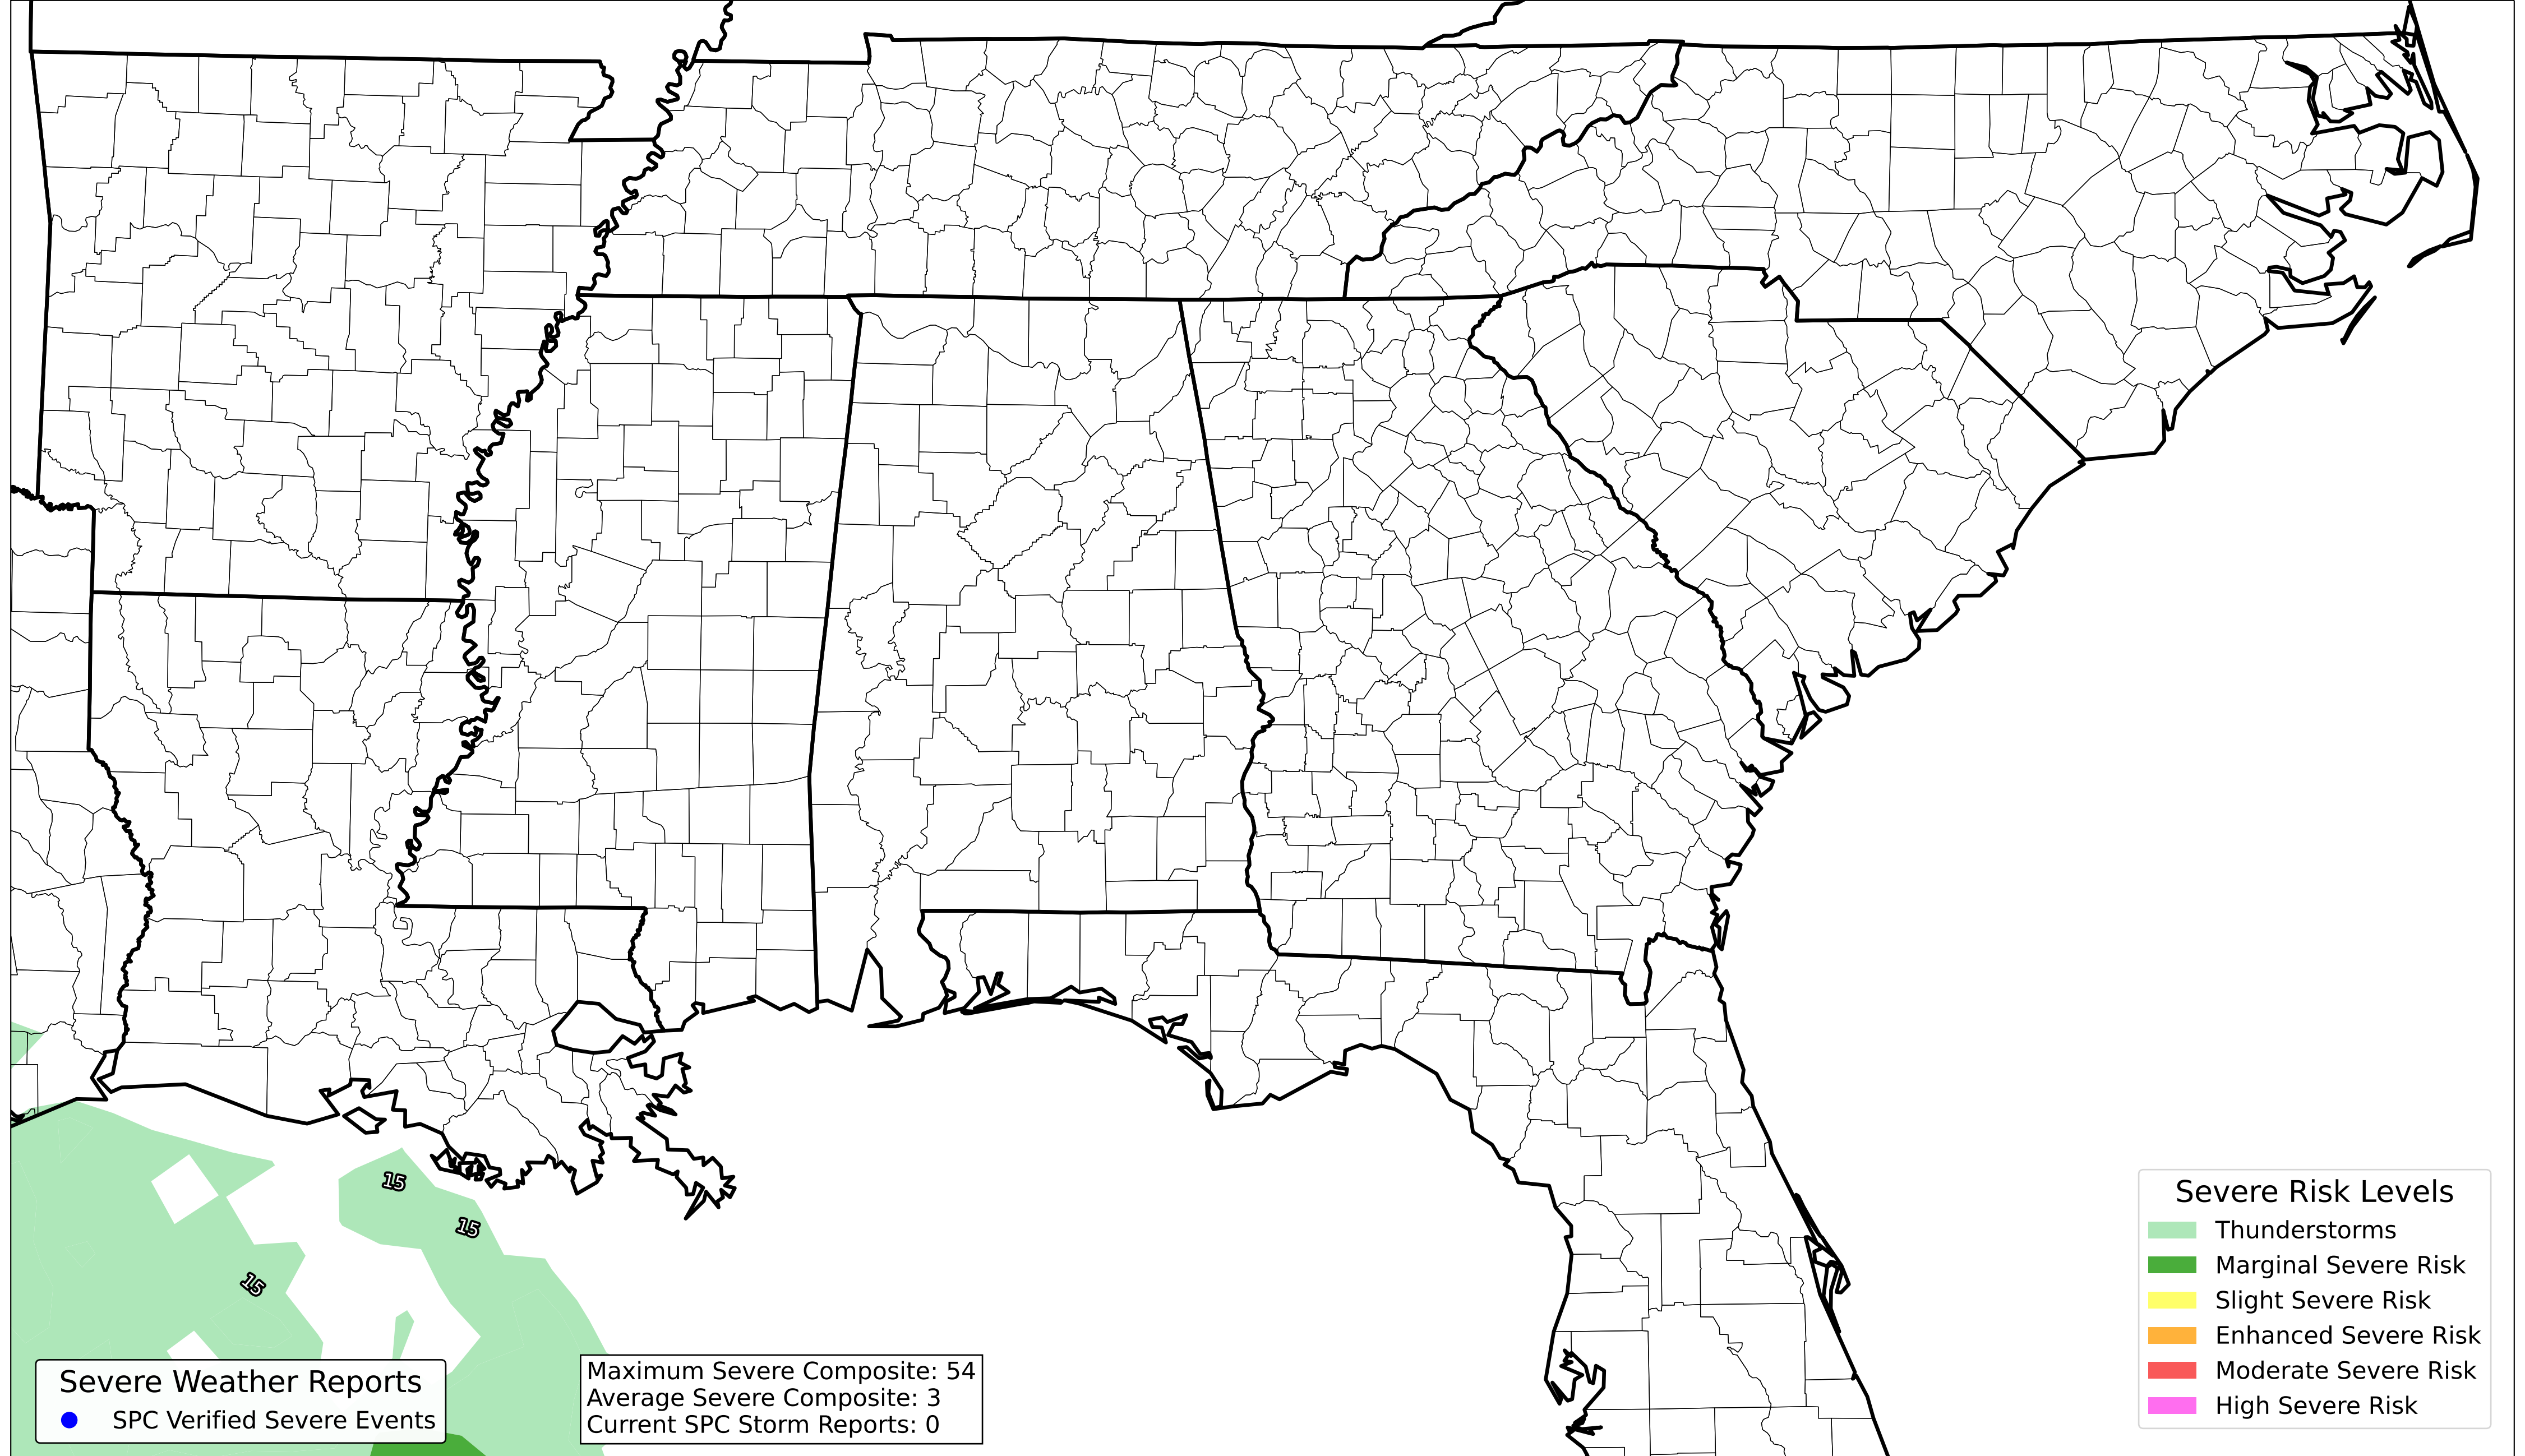 15
15
15
Severe Weather Reports
SPC Verified Severe Events
Maximum Severe Composite: 54
Average Severe Composite: 3
Current SPC Storm Reports: 0
Severe Risk Levels
Thunderstorms
Marginal Severe Risk
Slight Severe Risk
Enhanced Severe Risk
Moderate Severe Risk
High Severe Risk